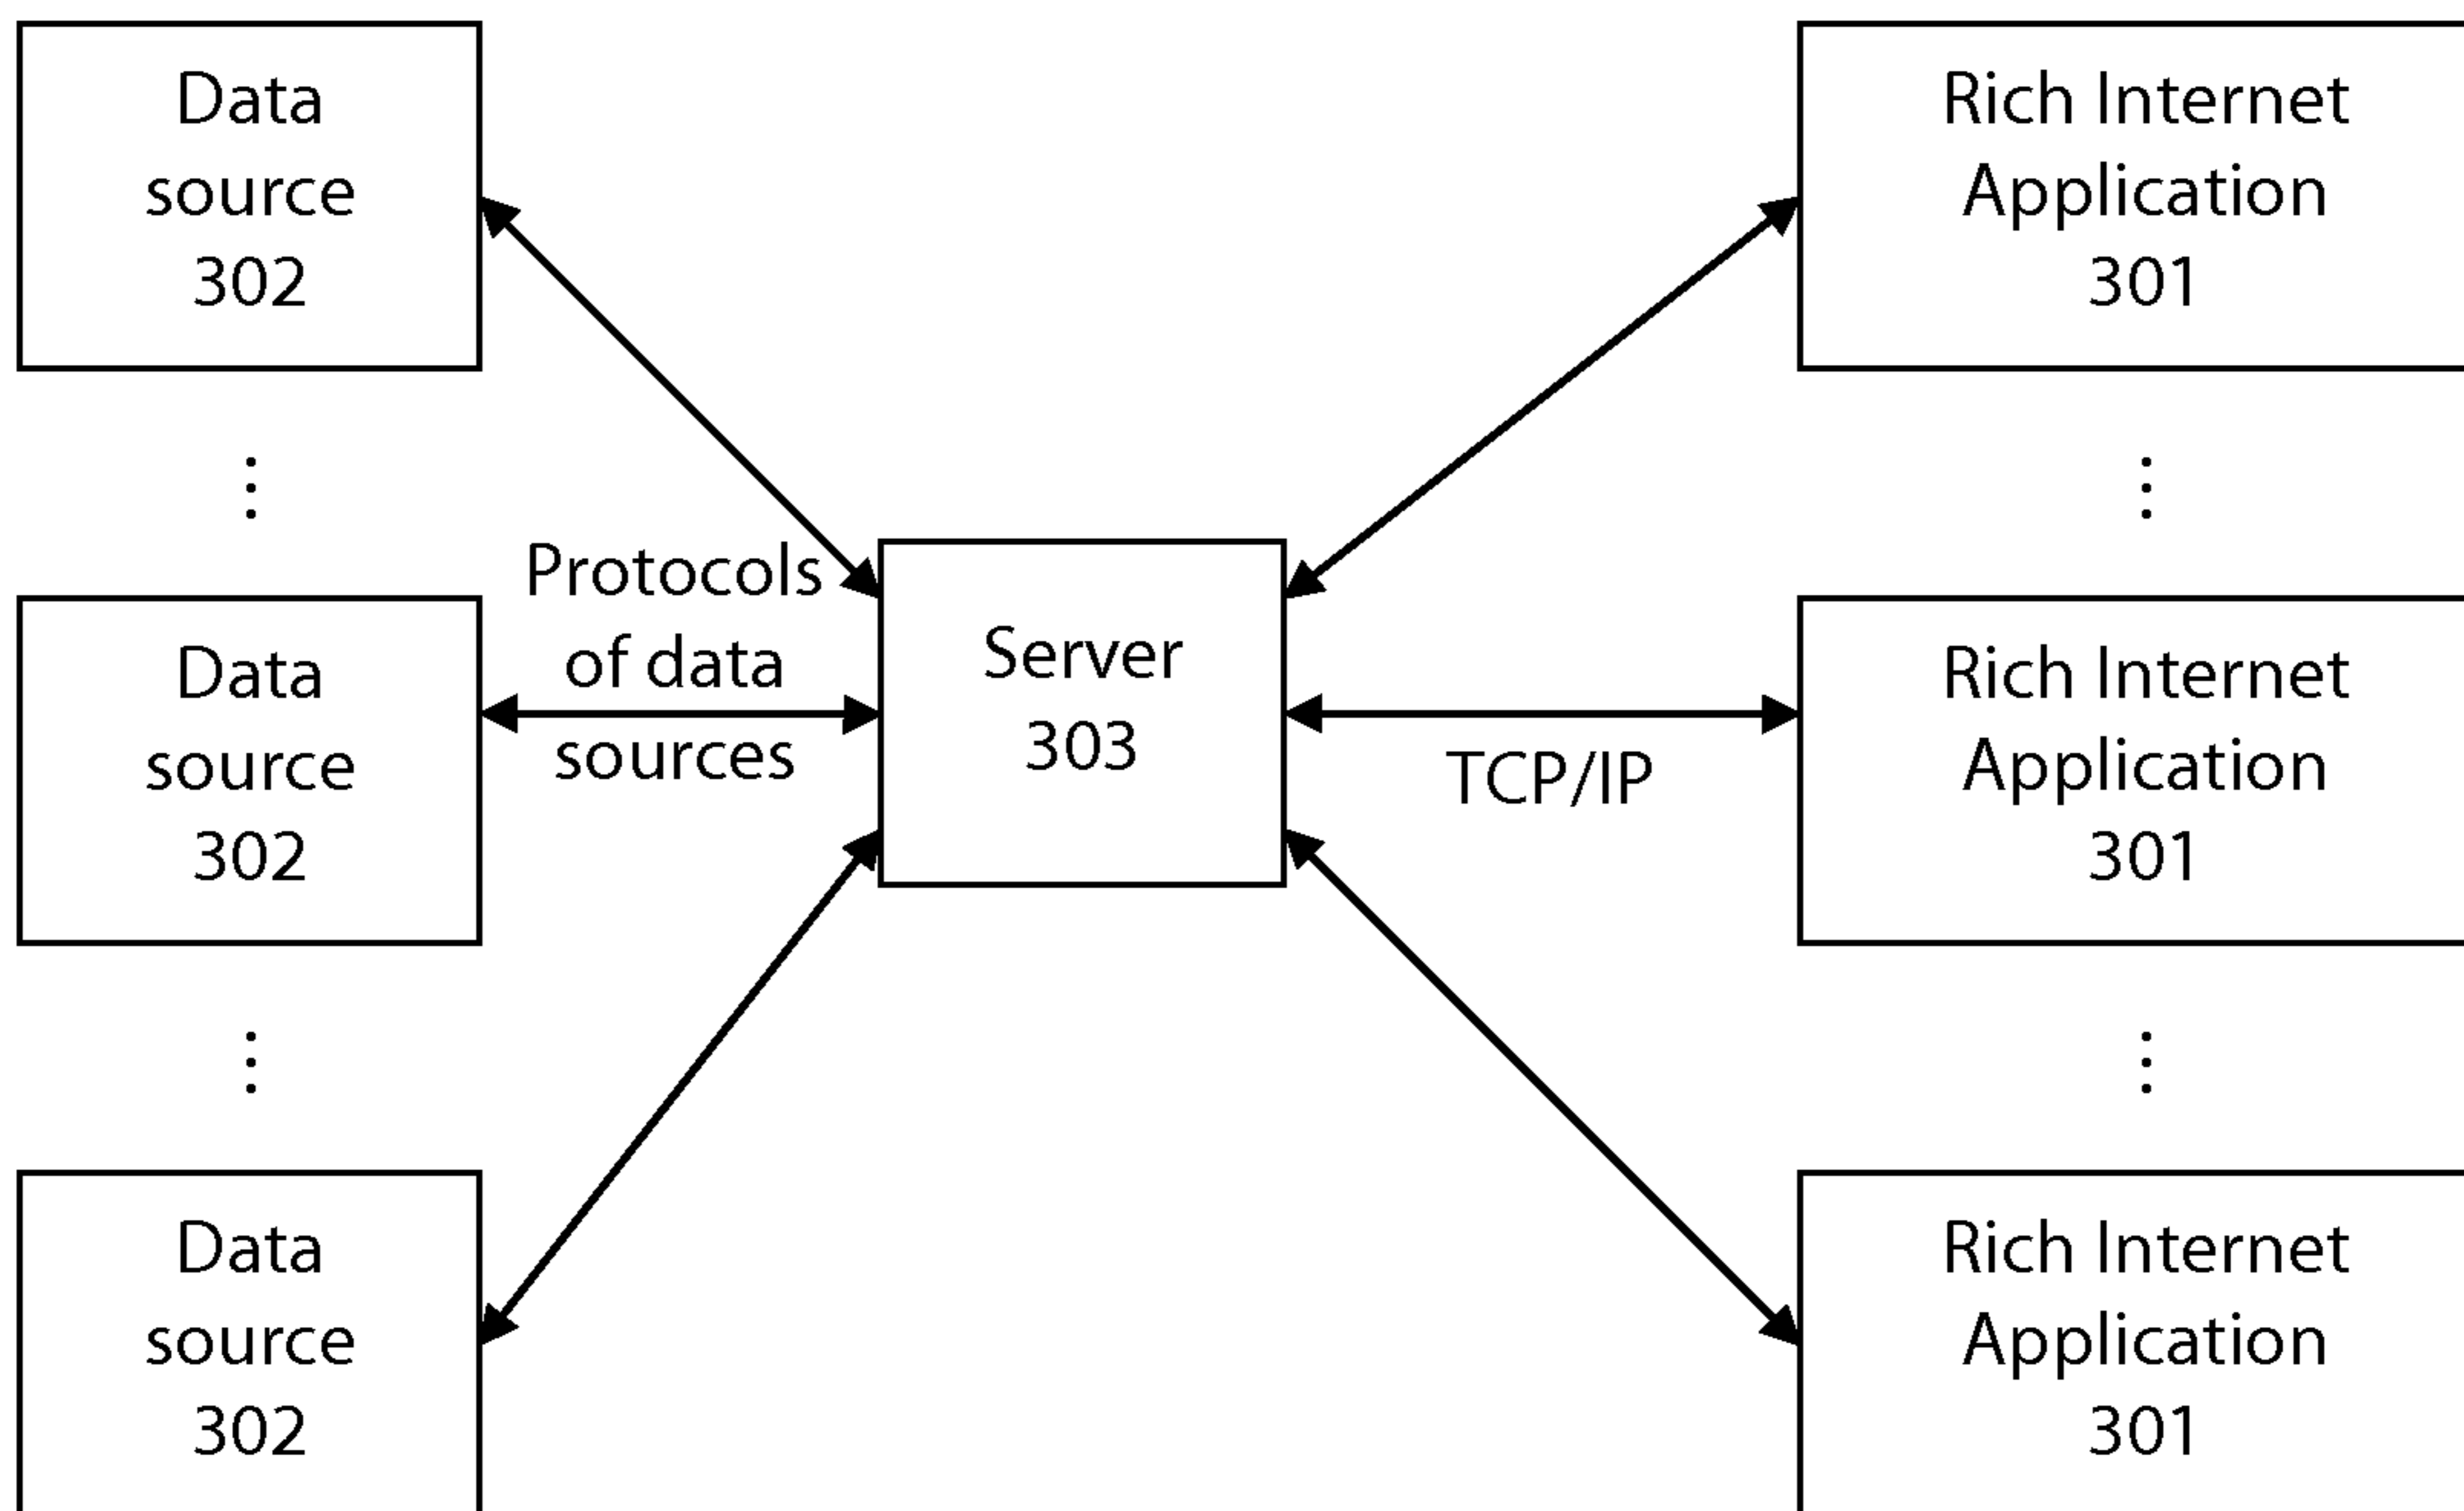 Data
source
302
Rich Internet
Application
301
Protocols
of data
sources
Data
source
302
Server
303
TCP/IP
Rich Internet
Application
301
Data
source
302
Rich Internet
Application
301